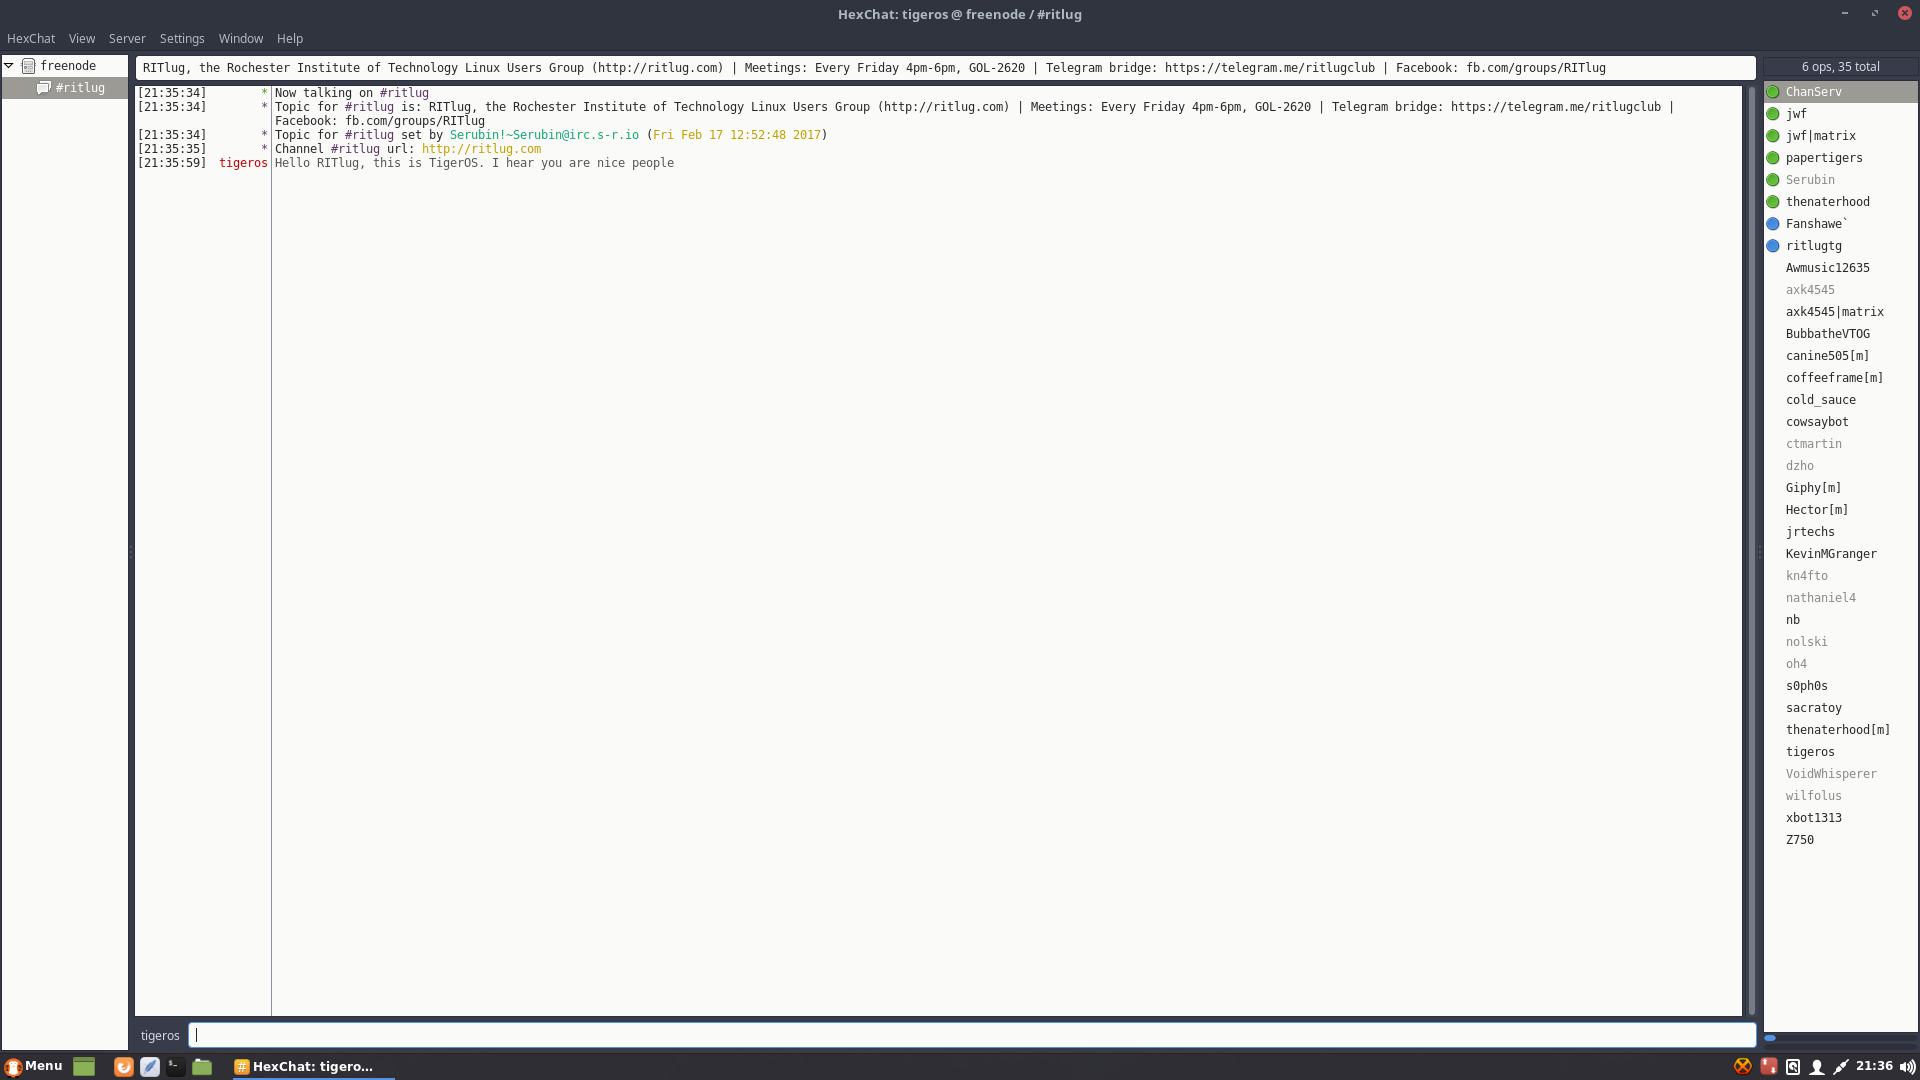 HexChat: tigeros @ freenode / #ritlug
HexChat View Server Settings Window Help
freenode
#ritlug
RITlug, the Rochester Institute of Technology Linux Users Group (http://ritlug.com) | Meetings: Every Friday 4pm-6pm, GOL-2620 | Telegram bridge: https://telegram.me/ritlugclub | Facebook: fb.com/groups/RITlug
[21:35:34] * Now talking on #ritlug
[21:35:34] * Topic for #ritlug is: RITlug, the Rochester Institute of Technology Linux Users Group (http://ritlug.com) | Meetings: Every Friday 4pm-6pm, GOL-2620 | Telegram bridge: https://telegram.me/ritlugclub |
Facebook: fb.com/groups/RITlug
[21:35:34] * Topic for #ritlug set by Serubin!~Serubin@irc.s-r.io (Fri Feb 17 12:52:48 2017)
[21:35:35] * Channel #ritlug url: http://ritlug.com
[21:35:59] tigeros Hello RITlug, this is TigerOS. I hear you are nice people
6 ops, 35 total
ChanServ
jwf
jwf|matrix
papertigers
Serubin
thenaterhood
Fanshawe`
ritlugtg
Awmusic12635
axk4545
axk4545|matrix
BubbatheVTOG
canine505[m]
coffeeframe[m]
cold_sauce
cowsaybot
ctmartin
dzho
Giphy[m]
Hector[m]
jrtechs
KevinMGranger
kn4fto
nathaniel4
nb
nolski
oh4
s0ph0s
sacratoy
thenaterhood[m]
tigeros
VoidWhisperer
wilfolus
xbot1313
Z750
tigeros
Menu
HexChat: tigero...
21:36